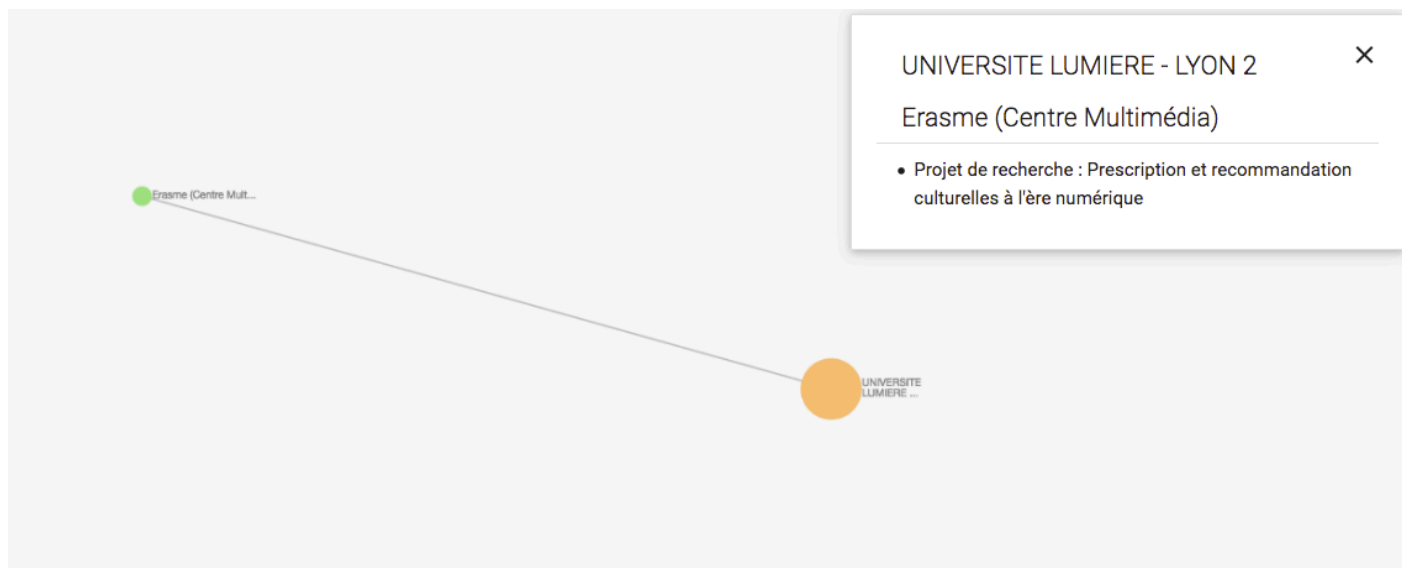 UNIVERSITE LUMIERE - LYON 2
Erasme (Centre Multimédia)
• Projet de recherche : Prescription et recommandation
culturelles à l'ère numérique
Erasme (Centre Mult...
UNIVERSITE
LUMIERE ...